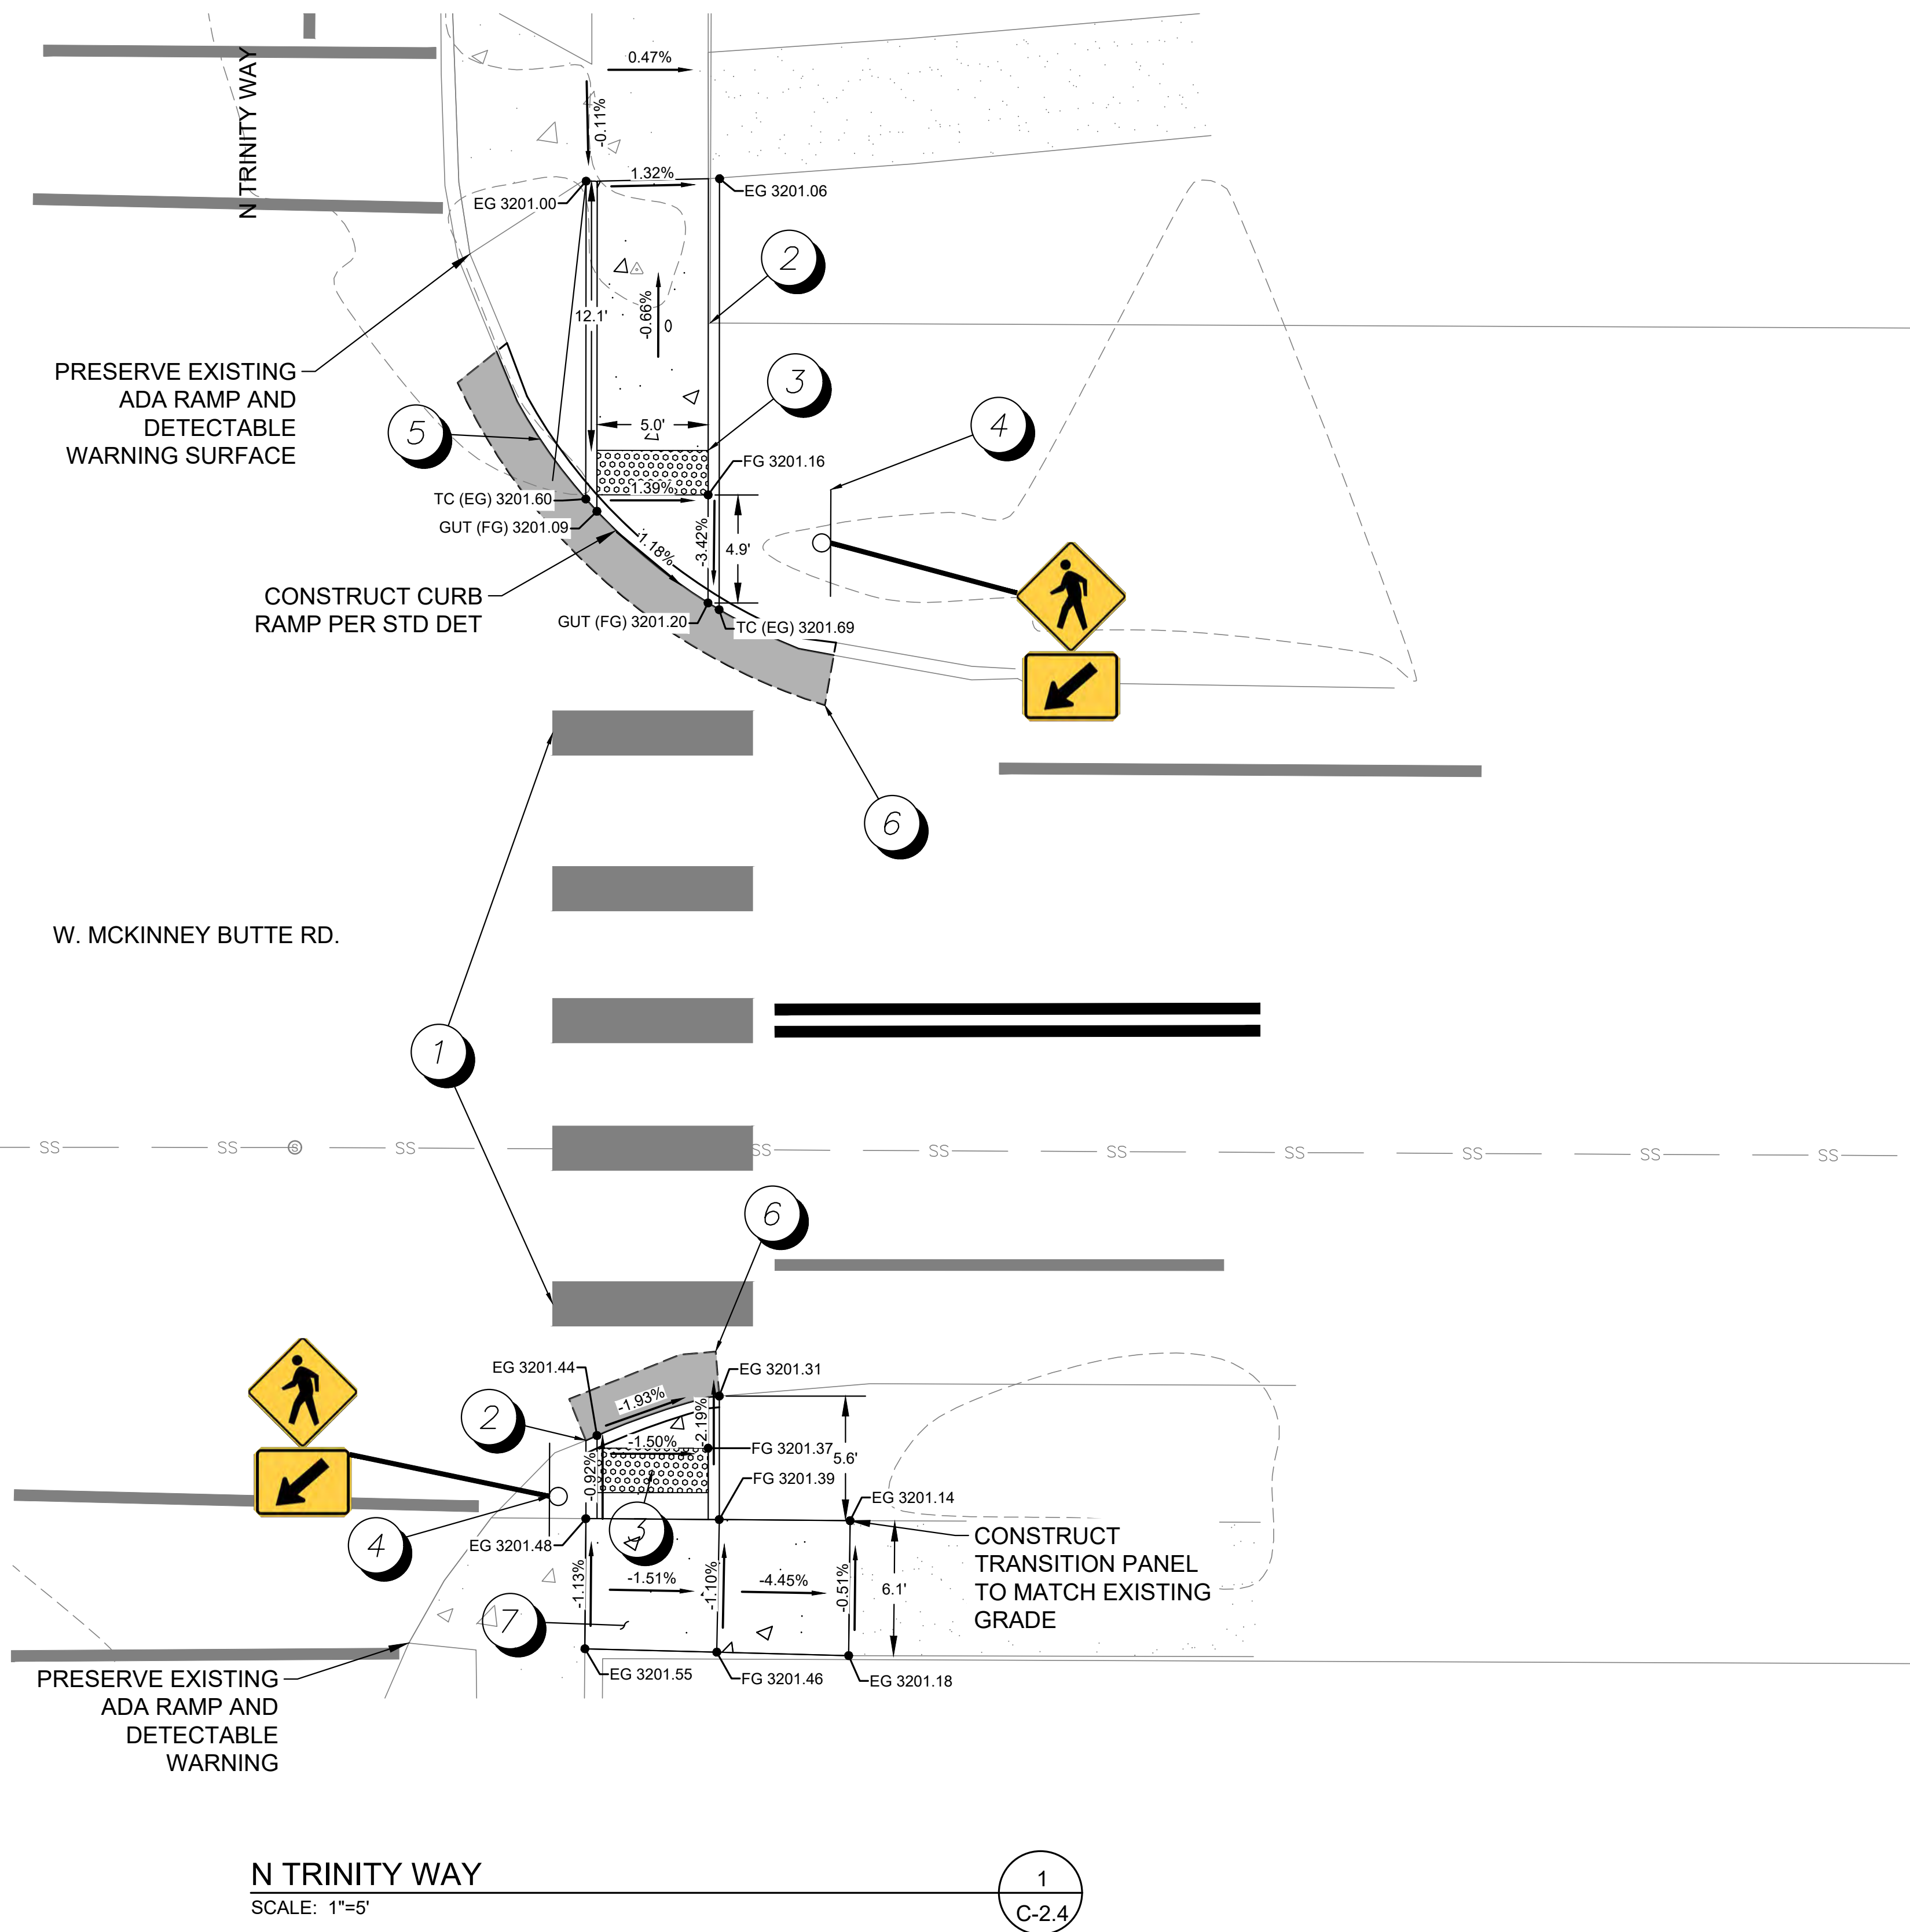 N TRINITY WAY
0.47%
-0.11%
1.32%
EG 3201.00
EG 3201.06
2
12.1'
-0.66%
0
PRESERVE EXISTING
ADA RAMP AND
DETECTABLE
WARNING SURFACE
3
5
5.0'
4
FG 3201.16
TC (EG) 3201.60
1.39%
GUT (FG) 3201.09
-3.42%
4.9'
1.18%
CONSTRUCT CURB
RAMP PER STD DET
GUT (FG) 3201.20
TC (EG) 3201.69
6
W. MCKINNEY BUTTE RD.
1
SS
SS
S
SS
SS
SS
SS
SS
SS
SS
SS
6
EG 3201.44
EG 3201.31
-1.93%
2
-2.19%
-1.50%
FG 3201.37
5.6'
-0.92%
FG 3201.39
EG 3201.14
3
4
EG 3201.48
CONSTRUCT
TRANSITION PANEL
TO MATCH EXISTING
GRADE
-1.13%
-1.51%
-1.10%
-4.45%
-0.51%
6.1'
7
EG 3201.55
FG 3201.46
EG 3201.18
PRESERVE EXISTING
ADA RAMP AND
DETECTABLE
WARNING
N TRINITY WAY
SCALE: 1"=5'
1
C-2.4